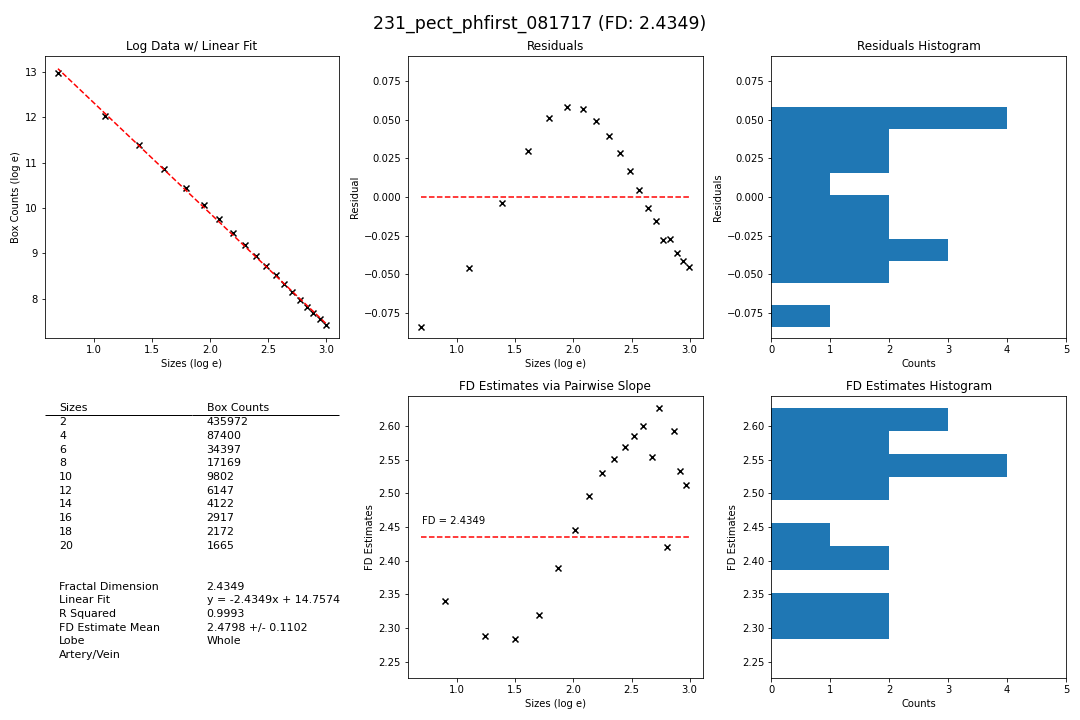 231_pect_phfirst_081717 (FD: 2.4349)
Log Data w/ Linear Fit
Box Counts (log e)
13
12
11
10
9
8
1.0 1.5 2.0 2.5 3.0
Sizes (log e)
Residuals
Residual
0.075
0.050
0.025
0.000
−0.025
−0.050
−0.075
1.0 1.5 2.0 2.5 3.0
Sizes (log e)
Residuals Histogram
Residuals
0.075
0.050
0.025
0.000
−0.025
−0.050
−0.075
0 1 2 3 4 5
Counts
Sizes Box Counts
2 435972
4 87400
6 34397
8 17169
10 9802
12 6147
14 4122
16 2917
18 2172
20 1665
Fractal Dimension 2.4349
Linear Fit y = -2.4349x + 14.7574
R Squared 0.9993
FD Estimate Mean 2.4798 +/- 0.1102
Lobe Whole
Artery/Vein
FD Estimates via Pairwise Slope
FD Estimates
2.60
2.55
2.50
2.45
2.40
2.35
2.30
2.25
FD = 2.4349
1.0 1.5 2.0 2.5 3.0
Sizes (log e)
FD Estimates Histogram
FD Estimates
2.60
2.55
2.50
2.45
2.40
2.35
2.30
2.25
0 1 2 3 4 5
Counts